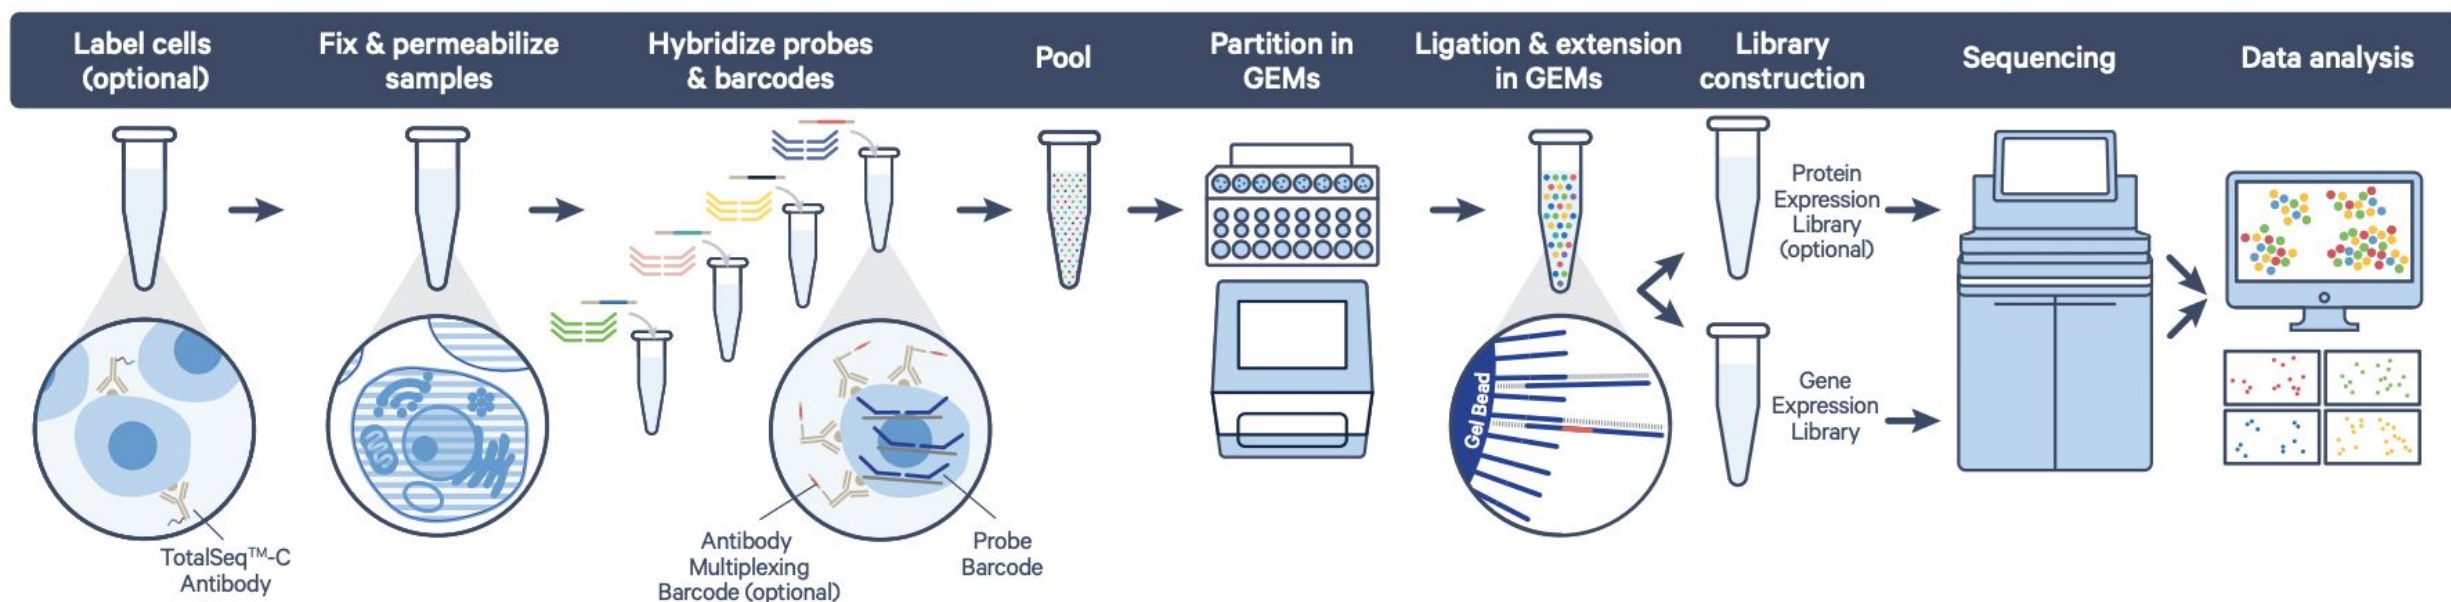 Label cells
(optional)
Fix & permeabilize
samples
Hybridize probes
& barcodes
Pool
Partition in
GEMs
Ligation & extension
in GEMs
Library
construction
Sequencing
Data analysis
TotalSeq™-C
Antibody
Antibody
Multiplexing
Barcode (optional)
Probe
Barcode
Gel Bead
Protein
Expression
Library
(optional)
Gene
Expression
Library